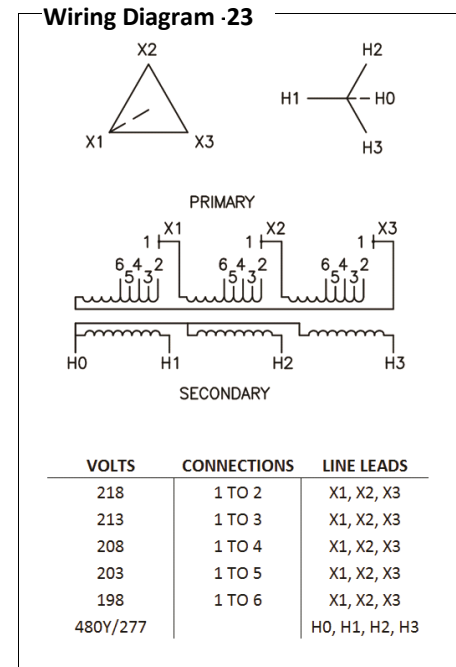 Wiring Diagram -23
X2
X1
X3
H2
H1
H0
H3
PRIMARY
X1 X2 X3
1 1 1
6 5 4 3 2 6 5 4 3 2 6 5 4 3 2
H0 H1 H2 H3
SECONDARY
VOLTS CONNECTIONS LINE LEADS
218 1 TO 2 X1, X2, X3
213 1 TO 3 X1, X2, X3
208 1 TO 4 X1, X2, X3
203 1 TO 5 X1, X2, X3
198 1 TO 6 X1, X2, X3
480Y/277 H0, H1, H2, H3